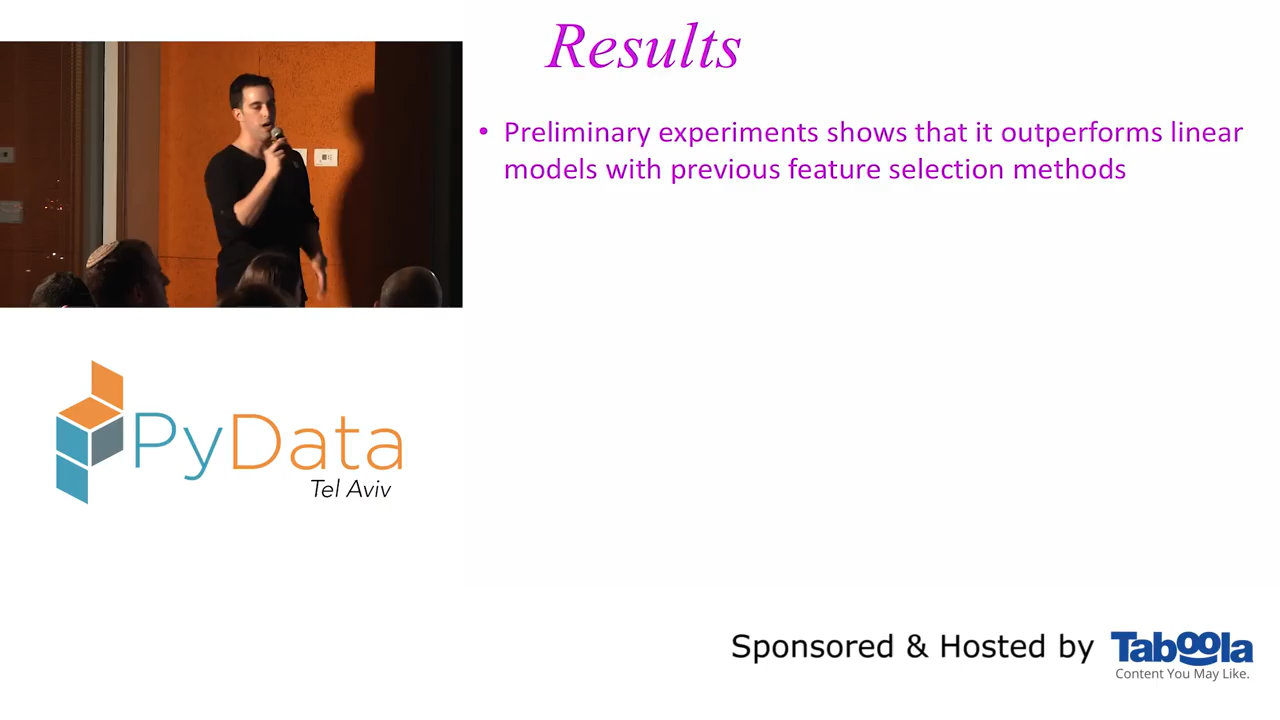 Results
• Preliminary experiments shows that it outperforms linear
models with previous feature selection methods
PyData
Tel Aviv
Sponsored & Hosted by Taboola
Content You May Like.